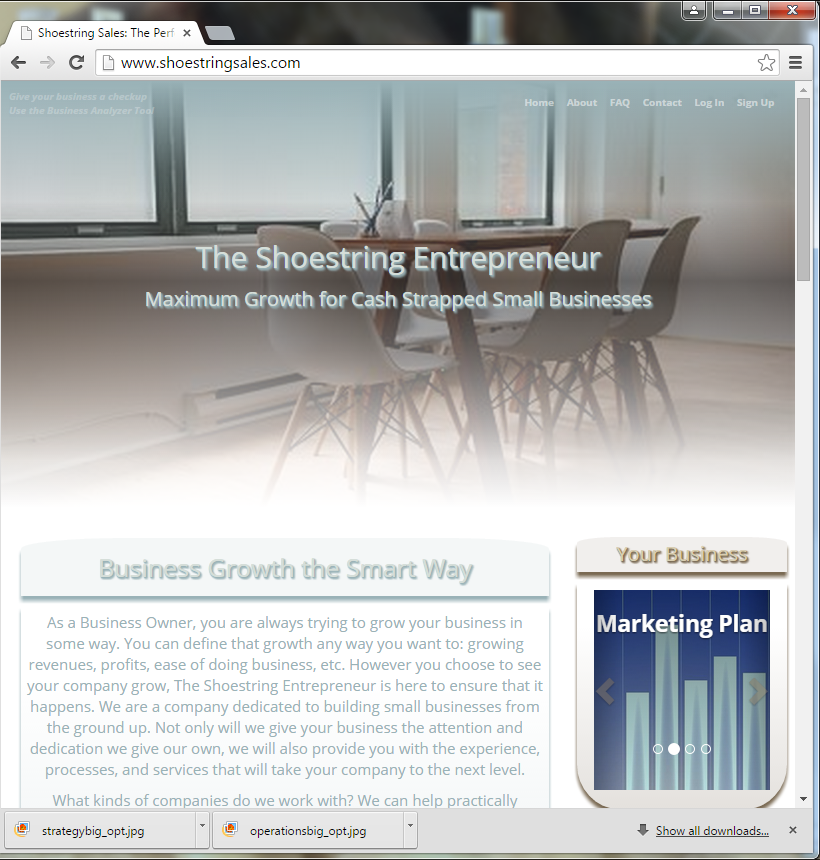 Shoestring Sales: The Perf
www.shoestringsales.com
Give your business a checkup
Use the Business Analyzer Tool
Home About FAQ Contact Log In Sign Up
The Shoestring Entrepreneur
Maximum Growth for Cash Strapped Small Businesses
Business Growth the Smart Way
As a Business Owner, you are always trying to grow your business in
some way. You can define that growth any way you want to: growing
revenues, profits, ease of doing business, etc. However you choose to see
your company grow, The Shoestring Entrepreneur is here to ensure that it
happens. We are a company dedicated to building small businesses from
the ground up. Not only will we give your business the attention and
dedication we give our own, we will also provide you with the experience,
processes, and services that will take your company to the next level.
What kinds of companies do we work with? We can help practically
Your Business
Marketing Plan
strategybig_opt.jpg
operationsbig_opt.jpg
Show all downloads...